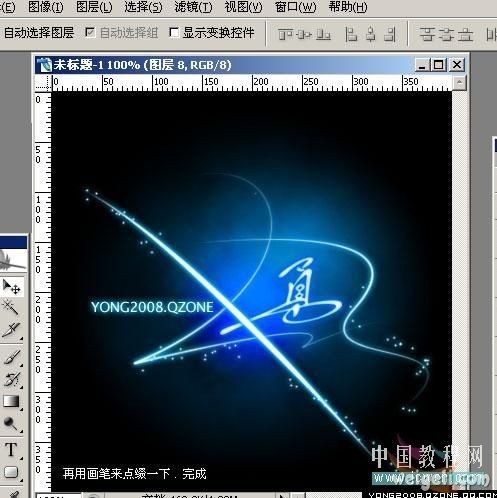 (E) 图像(I) 图层(L) 选择(S) 滤镜(T) 视图(V) 窗口(W) 帮助(H)
自动选择图层 自动选择组 显示变换控件
未标题-1 100% (图层 8, RGB/8)
0 50 100 150 200 250 300 350
0
50
100
150
200
250
300
350
勇
YONG2008.QZONE
再用画笔来点缀一下．完成
中国教程网
YONG2008.QZONE.QQ.COM